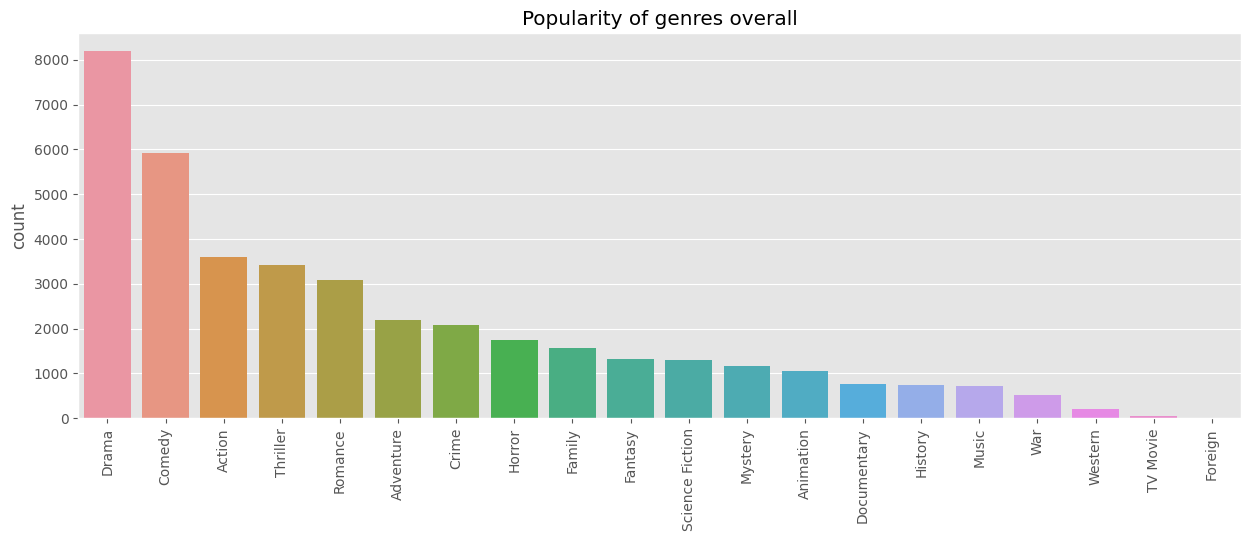 Popularity of genres overall
count
8000
7000
6000
5000
4000
3000
2000
1000
0
Drama
Comedy
Action
Thriller
Romance
Adventure
Crime
Horror
Family
Fantasy
Science Fiction
Mystery
Animation
Documentary
History
Music
War
Western
TV Movie
Foreign